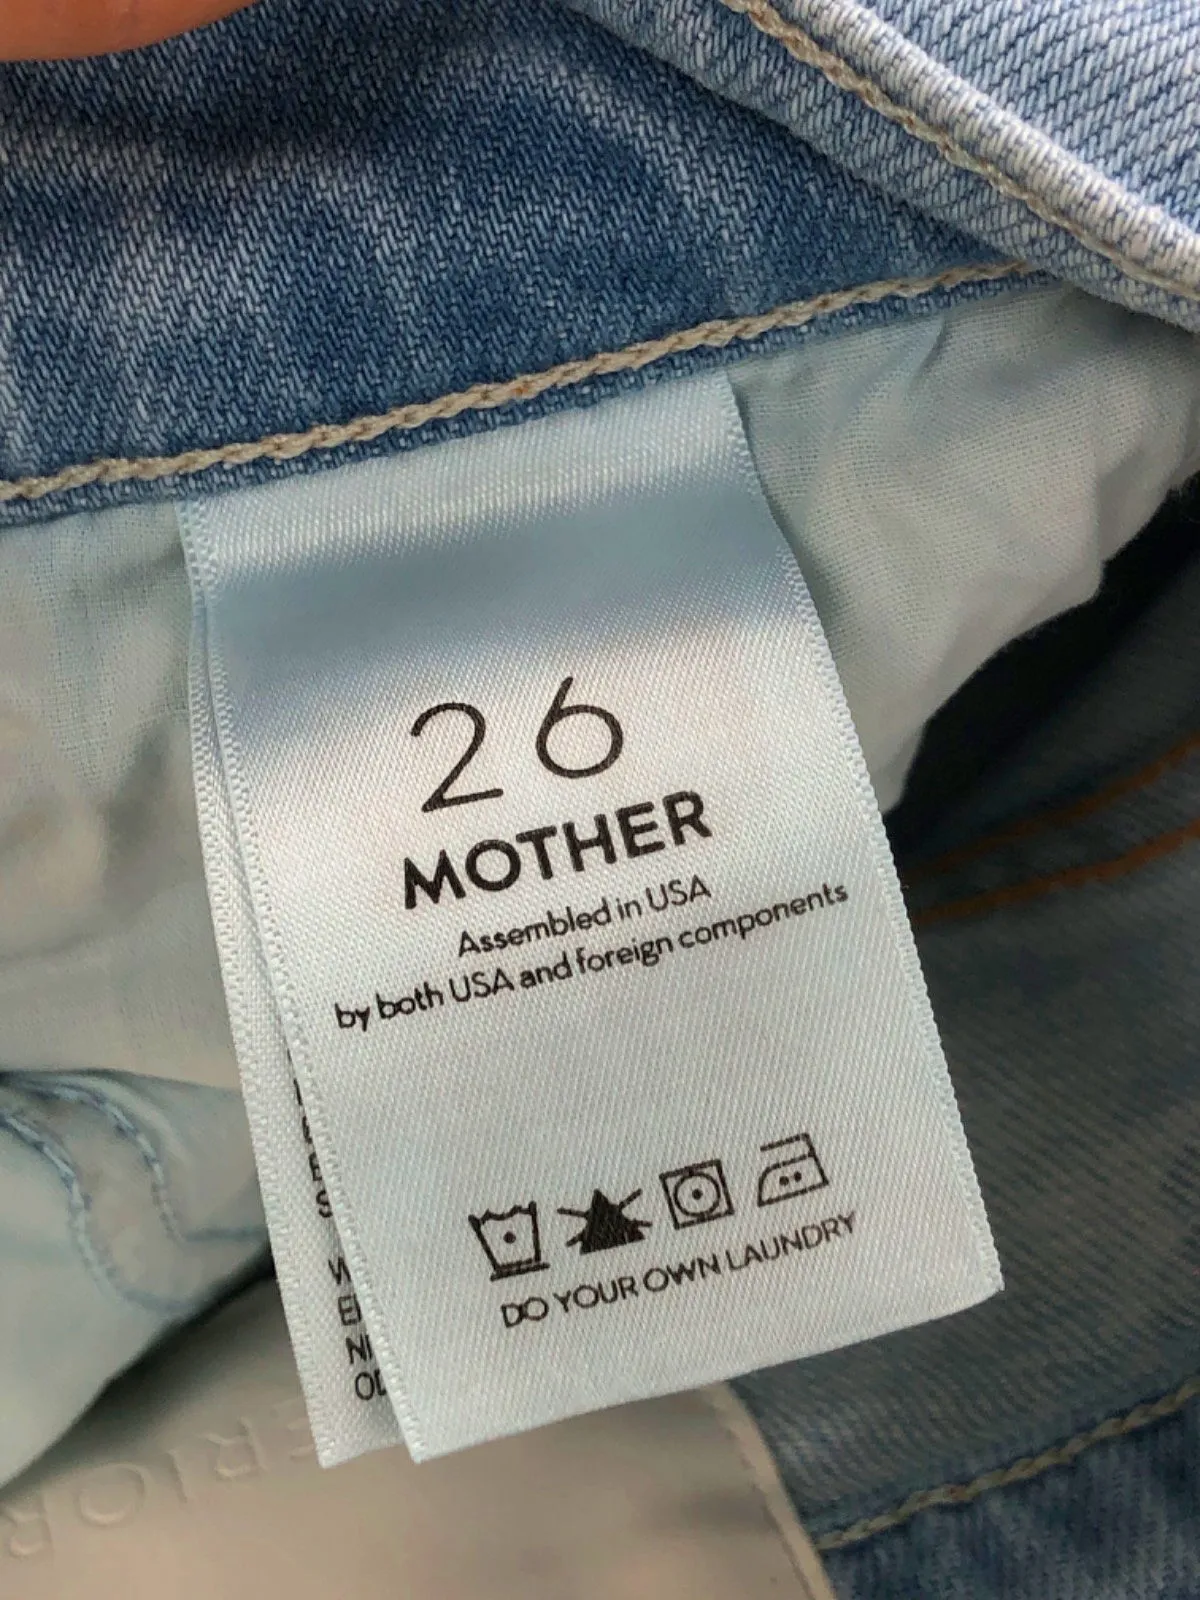 26
MOTHER
Assembled in USA
by both USA and foreign components
DO YOUR OWN LAUNDRY